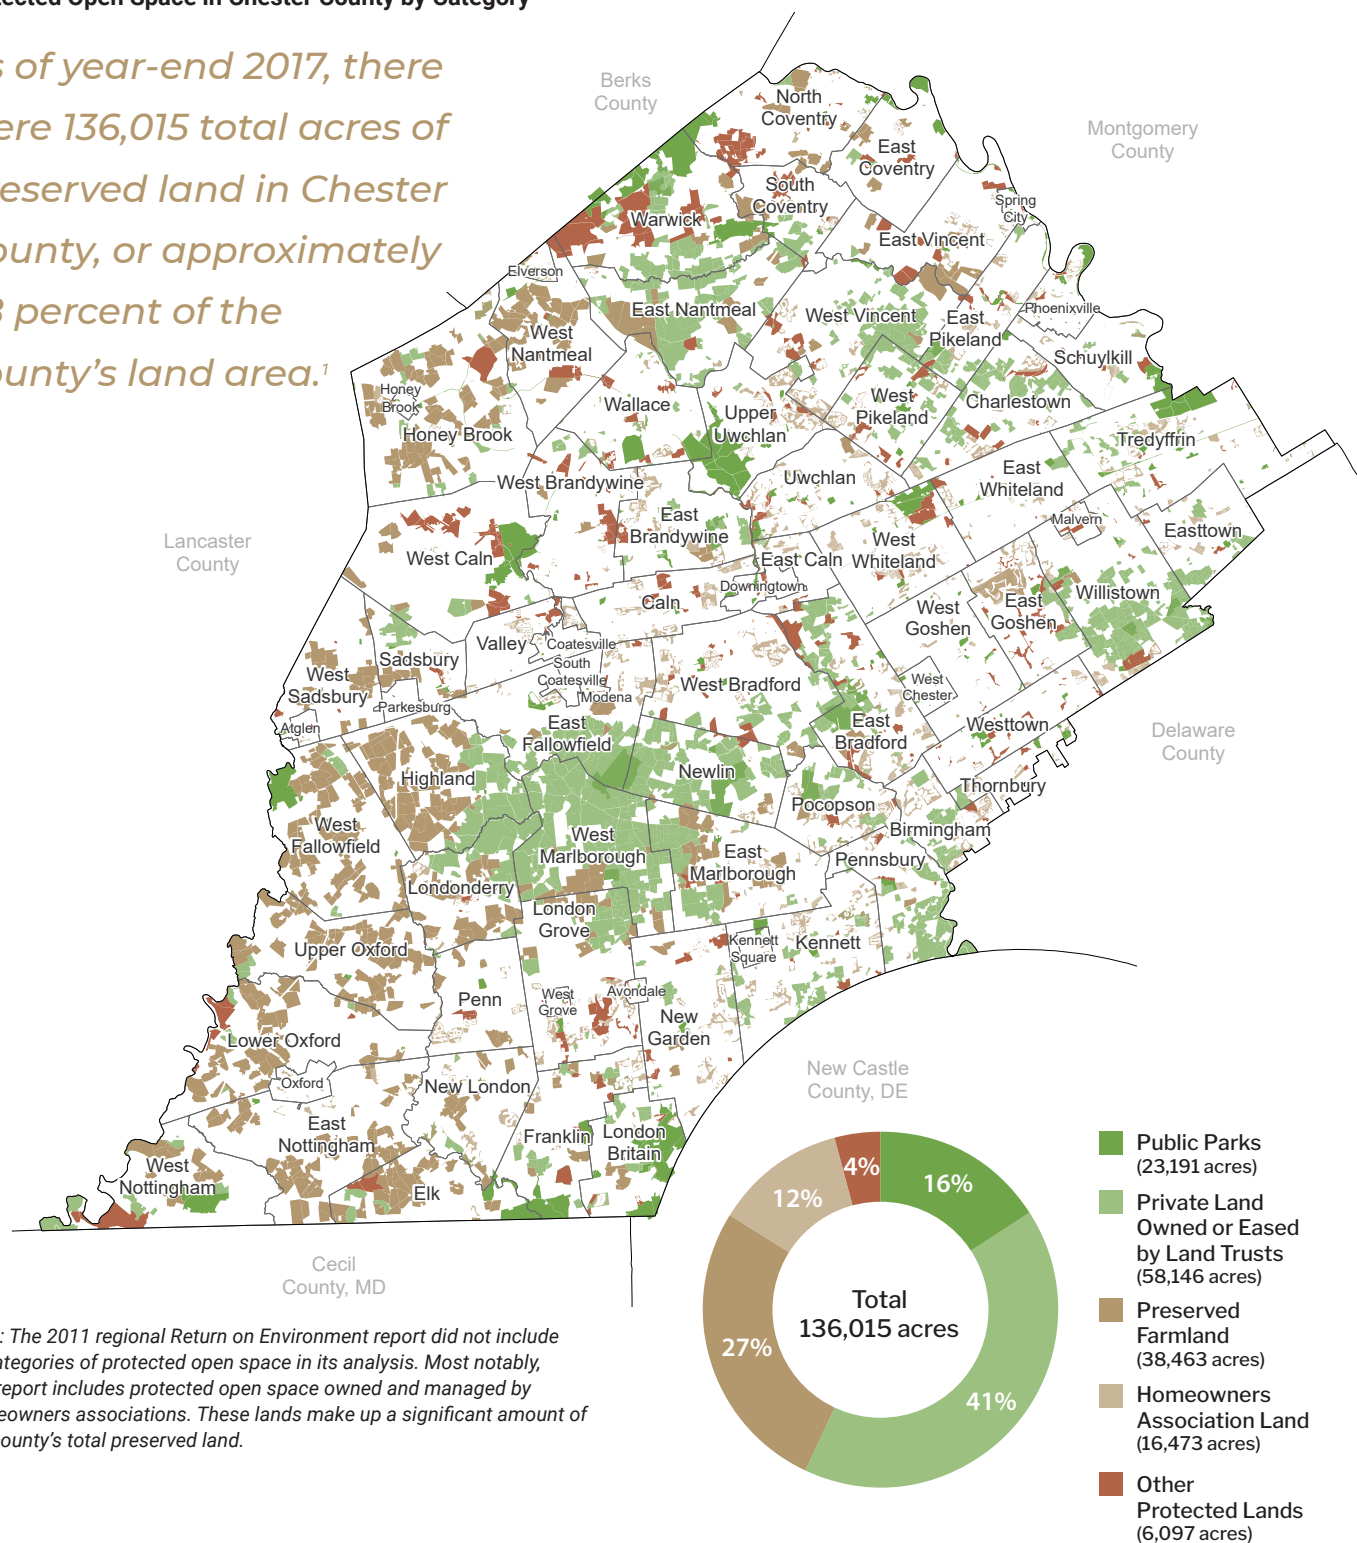 Open Space in Chester County by Category
of year-end 2017, there
136,015 total acres of
land in Chester
or approximately
percent of the
land area.¹
Berks
County
Montgomery
County
Lancaster
County
Delaware
County
New Castle
County, DE
Cecil
County, MD
North
Coventry
East
Coventry
South
Coventry
Spring
City
Warwick
East Vincent
Elverson
East Nantmeal
West Vincent
Phoenixville
East
Pikeland
West
Nantmeal
Schuylkill
Honey
Brook
Wallace
West
Pikeland
Charlestown
Upper
Uwchlan
Honey Brook
Tredyffrin
West Brandywine
Uwchlan
East
Whiteland
East
Brandywine
Malvern
Easttown
West Caln
East Caln
West
Whiteland
Downingtown
Caln
West
Goshen
East
Goshen
Willistown
Valley
Coatesville
South
Coatesville
Sadsbury
West
Sadsbury
Modena
West Bradford
West
Chester
Parkesburg
Atglen
East
Fallowfield
East
Bradford
Westtown
Highland
Newlin
Thornbury
Pocopson
West
Fallowfield
West
Marlborough
Birmingham
East
Marlborough
Pennsbury
Londonderry
London
Grove
Upper Oxford
Kennett
Square
Kennett
Penn
West
Grove
Avondale
New
Garden
Lower Oxford
Oxford
New London
East
Nottingham
Franklin
London
Britain
West
Nottingham
Elk
4%
16%
12%
27%
41%
Total
136,015 acres
Public Parks
(23,191 acres)
Private Land
Owned or Eased
by Land Trusts
(58,146 acres)
Preserved
Farmland
(38,463 acres)
Homeowners
Association Land
(16,473 acres)
Other
Protected Lands
(6,097 acres)
: The 2011 regional Return on Environment report did not include
of protected open space in its analysis. Most notably,
report includes protected open space owned and managed by
associations. These lands make up a significant amount of
total preserved land.